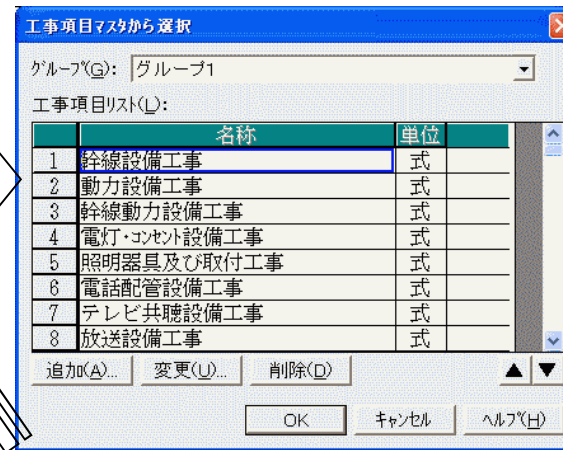 工事項目ﾏｽﾀから選択
ｸﾞﾙｰﾌﾟ(G): グループ1
工事項目ﾘｽﾄ(L):
名称 単位
1 幹線設備工事 式
2 動力設備工事 式
3 幹線動力設備工事 式
4 電灯･ｺﾝｾﾝﾄ設備工事 式
5 照明器具及び取付工事 式
6 電話配管設備工事 式
7 テレビ共聴設備工事 式
8 放送設備工事 式
追加(A)... 変更(U)... 削除(D) ▲ ▼
OK ｷｬﾝｾﾙ ﾍﾙﾌﾟ(H)